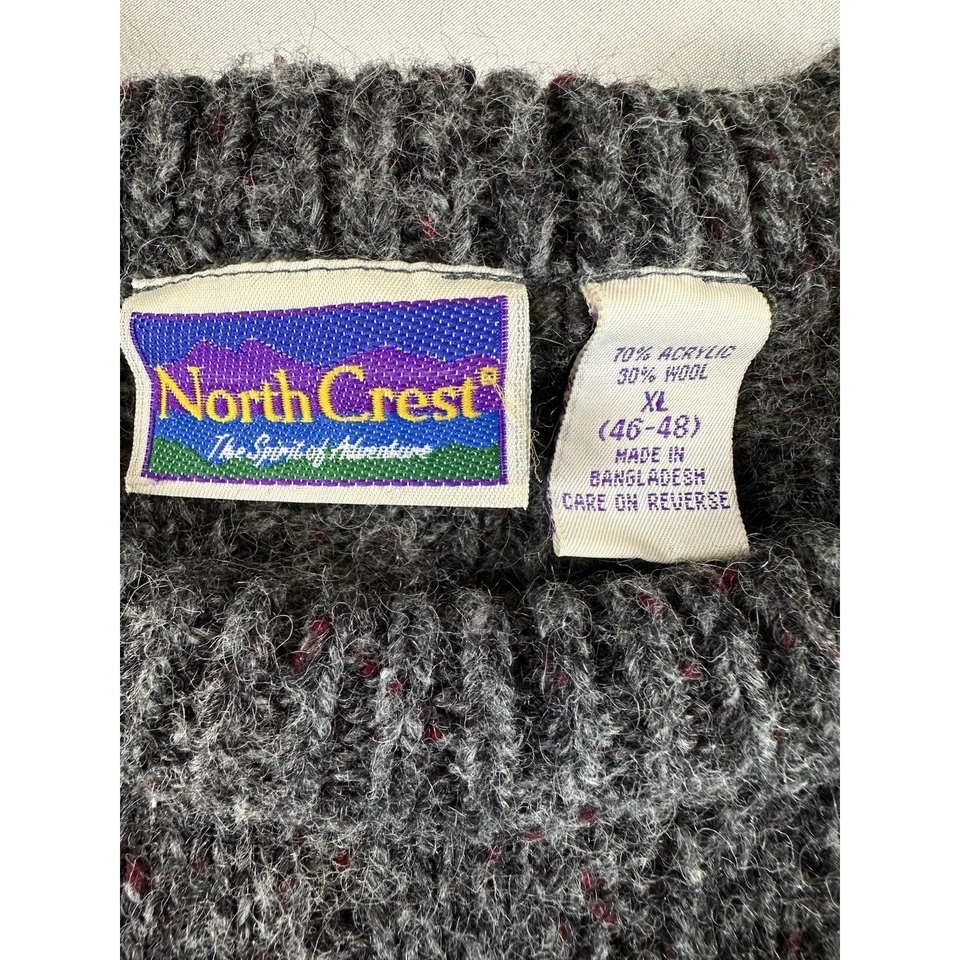 North Crest®
The Spirit of Adventure
70% ACRYLIC
30% WOOL
XL
(46-48)
MADE IN
BANGLADESH
CARE ON REVERSE